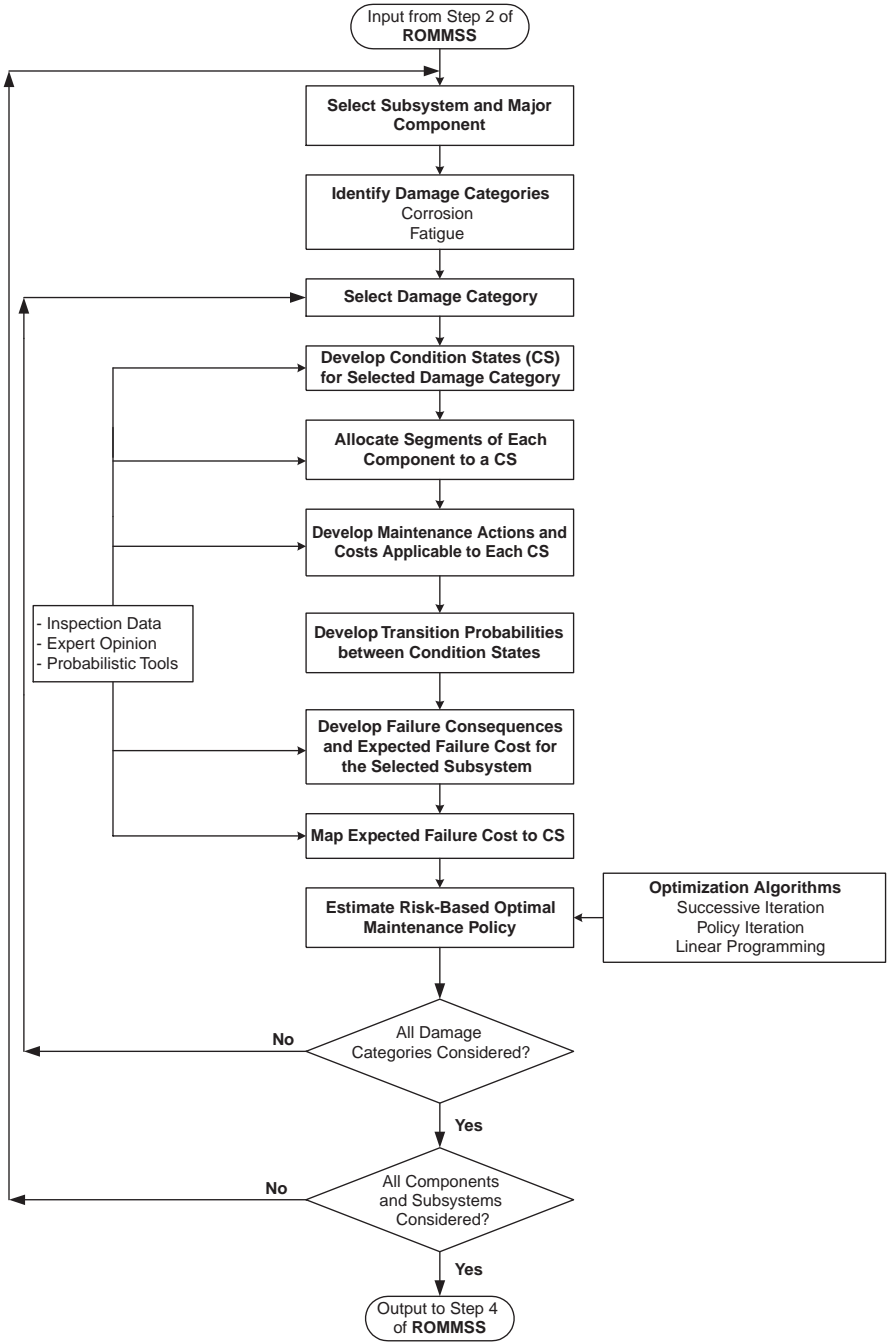 Input from Step 2 of
ROMMSS
Select Subsystem and Major
Component
Identify Damage Categories
Corrosion
Fatigue
Select Damage Category
Develop Condition States (CS)
for Selected Damage Category
Allocate Segments of Each
Component to a CS
Develop Maintenance Actions and
Costs Applicable to Each CS
- Inspection Data
- Expert Opinion
- Probabilistic Tools
Develop Transition Probabilities
between Condition States
Develop Failure Consequences
and Expected Failure Cost for
the Selected Subsystem
Map Expected Failure Cost to CS
Estimate Risk-Based Optimal
Maintenance Policy
Optimization Algorithms
Successive Iteration
Policy Iteration
Linear Programming
All Damage
Categories Considered?
No
Yes
All Components
and Subsystems
Considered?
No
Yes
Output to Step 4
of ROMMSS